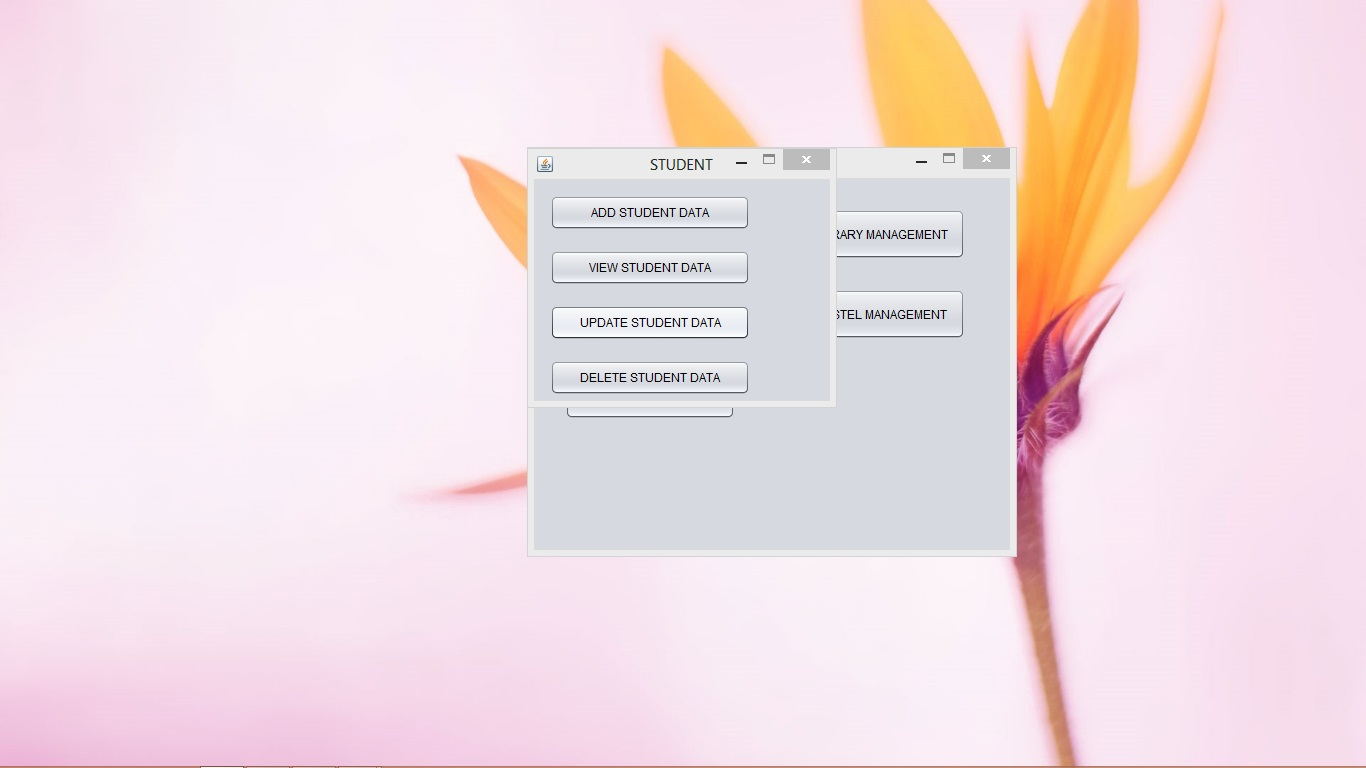 STUDENT
ADD STUDENT DATA
VIEW STUDENT DATA
UPDATE STUDENT DATA
DELETE STUDENT DATA
RARY MANAGEMENT
STEL MANAGEMENT